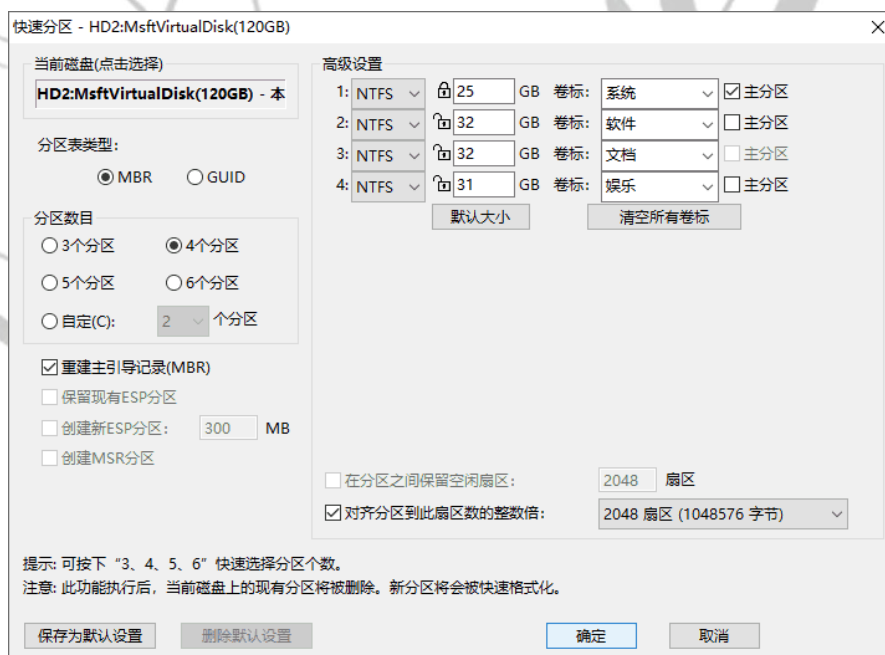 快速分区 - HD2:MsftVirtualDisk(120GB)
当前磁盘(点击选择)
HD2:MsftVirtualDisk(120GB) - 本
分区表类型:
MBR GUID
分区数目
3个分区 4个分区
5个分区 6个分区
自定(C): 2 个分区
重建主引导记录(MBR)
保留现有ESP分区
创建新ESP分区: 300 MB
创建MSR分区
高级设置
1: NTFS 25 GB 卷标: 系统 主分区
2: NTFS 32 GB 卷标: 软件 主分区
3: NTFS 32 GB 卷标: 文档 主分区
4: NTFS 31 GB 卷标: 娱乐 主分区
默认大小 清空所有卷标
在分区之间保留空闲扇区: 2048 扇区
对齐分区到此扇区数的整数倍: 2048 扇区 (1048576 字节)
提示: 可按下“3、4、5、6”快速选择分区个数。
注意: 此功能执行后，当前磁盘上的现有分区将被删除。新分区将会被快速格式化。
保存为默认设置 删除默认设置 确定 取消